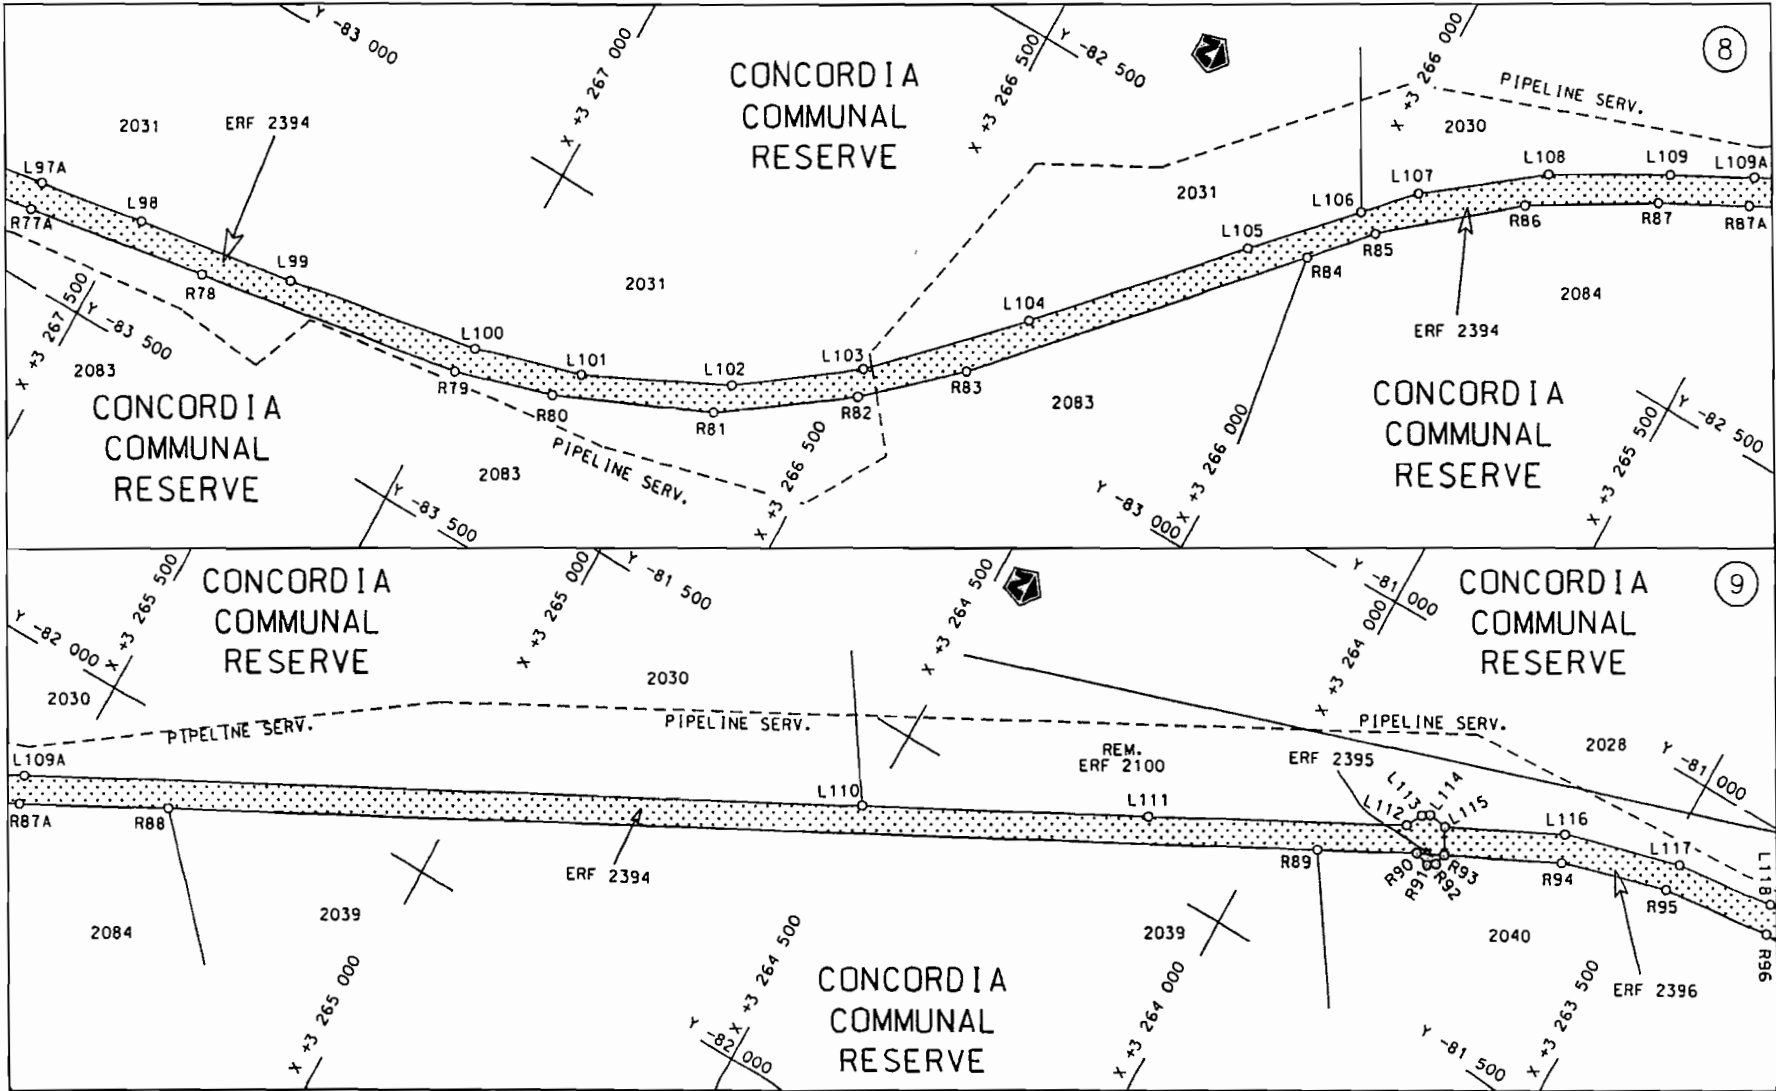 Y -83 000
X +3 267 000
CONCORDIA
COMMUNAL
RESERVE
X +3 266 500
Y -82 500
X +3 266 000
PIPELINE SERV.
8
2031
ERF 2394
2030
L97A
L98
R77A
L99
R78
2031
2031
L104
L105
L106
L107
L108
L109
L109A
R84
R85
R86
R87
R87A
2084
ERF 2394
X +3 267 500
Y -83 500
2083
L100
L101
L102
L103
R79
R80
R81
R82
R83
2083
CONCORDIA
COMMUNAL
RESERVE
2083
PIPELINE SERV.
Y -83 500
X +3 266 500
Y -83 000
X +3 266 000
CONCORDIA
COMMUNAL
RESERVE
X +3 265 500
Y -82 500
Y -82 000
X +3 265 500
CONCORDIA
COMMUNAL
RESERVE
X +3 265 000
Y -81 500
X +3 264 500
Y -81 000
X +3 264 000
CONCORDIA
COMMUNAL
RESERVE
9
2030
PIPELINE SERV.
2030
PIPELINE SERV.
REM.
ERF 2100
PIPELINE SERV.
ERF 2395
2028
Y -81 000
L109A
R87A
R88
L110
L111
L112
L113
L114
L115
L116
L117
L118
R89
R90
R91
R92
R93
R94
R95
R96
ERF 2394
2084
2039
2039
2040
ERF 2396
X +3 265 000
Y -82 000
X +3 264 500
CONCORDIA
COMMUNAL
RESERVE
X +3 264 000
Y -81 500
X +3 263 500